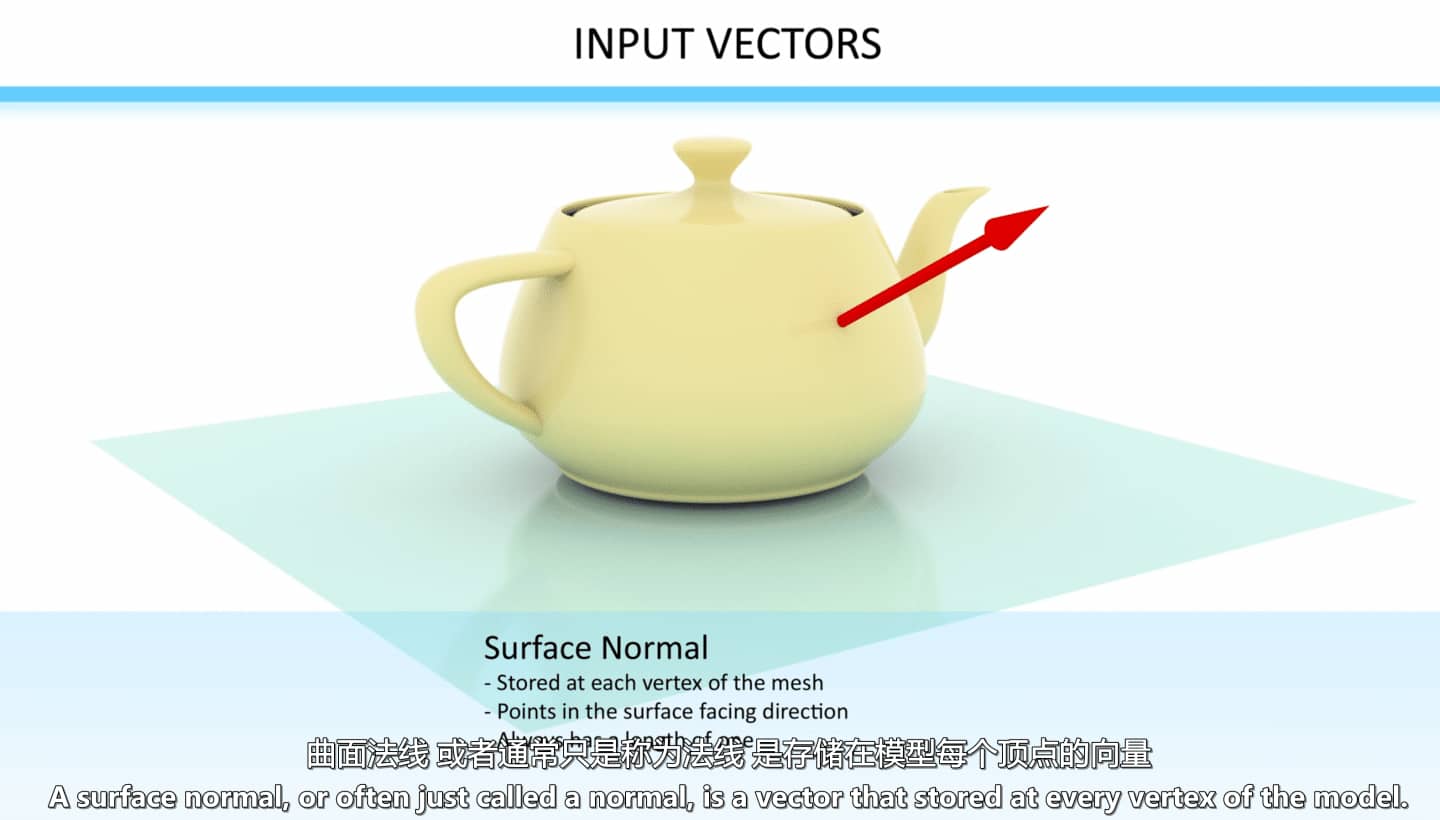 INPUT VECTORS
Surface Normal
- Stored at each vertex of the mesh
- Points in the surface facing direction
- Always has a length of one
曲面法线 或者通常只是称为法线 是存储在模型每个顶点的向量
A surface normal, or often just called a normal, is a vector that stored at every vertex of the model.